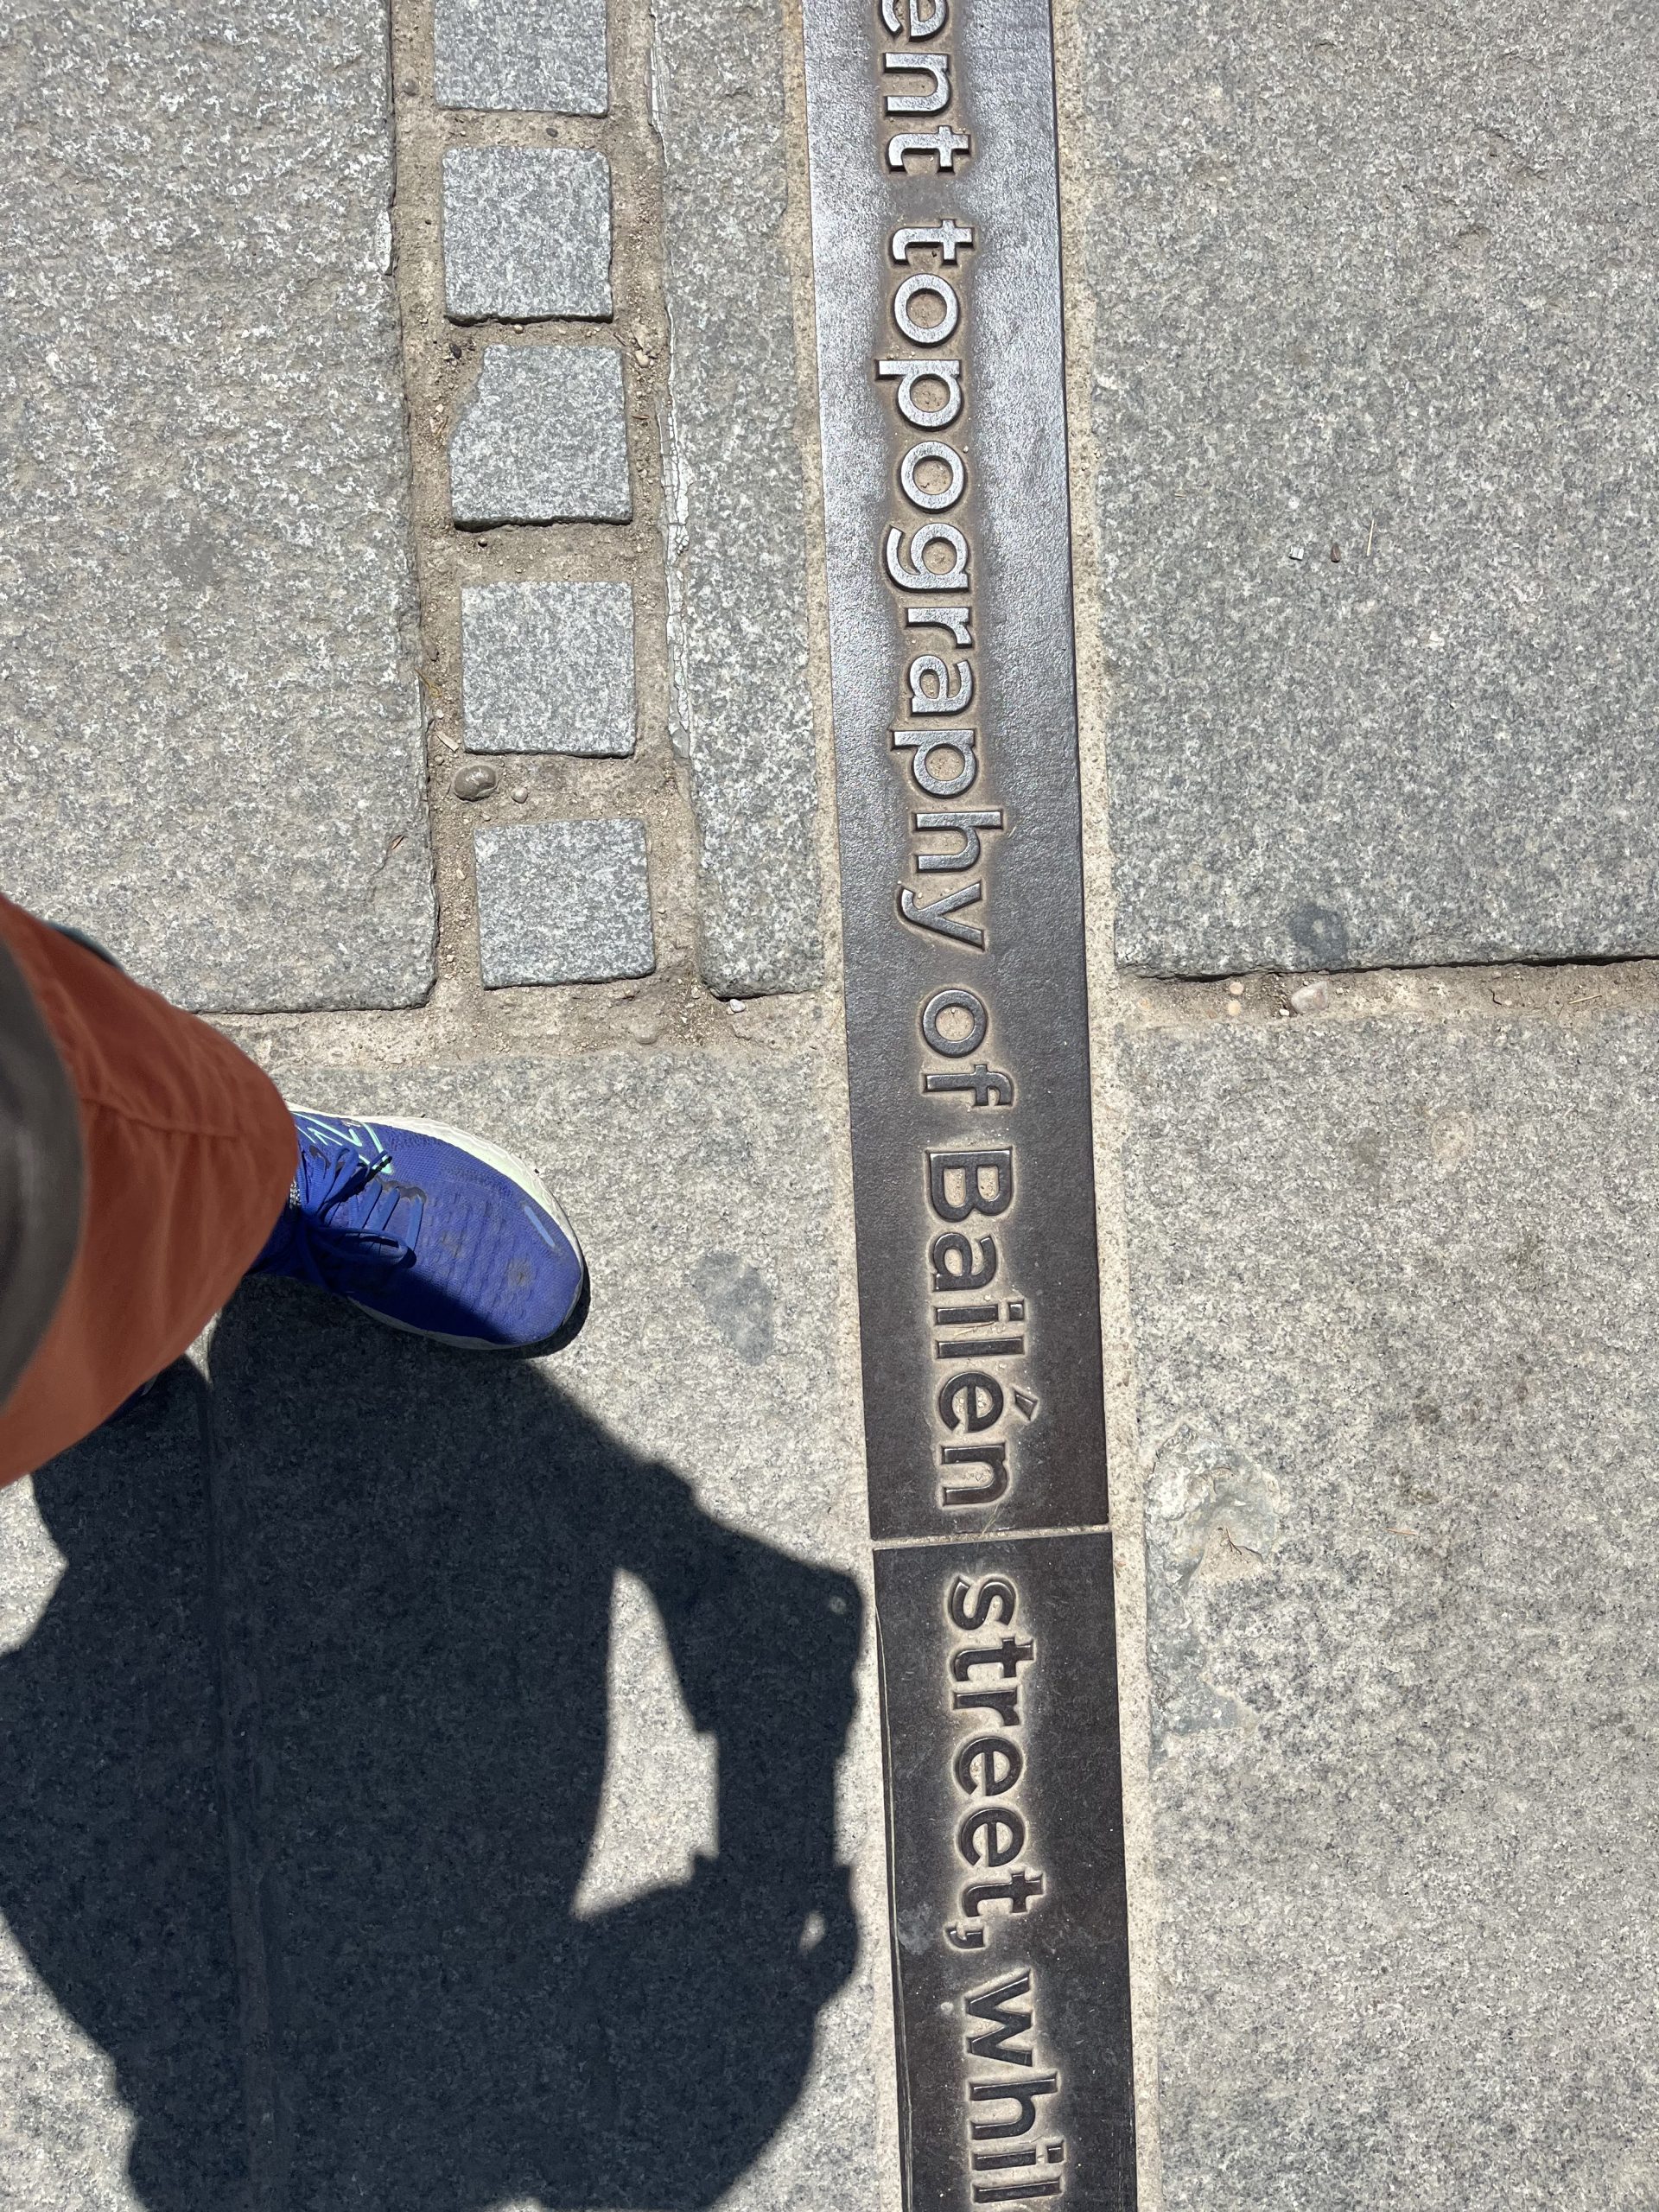 ent topography of Bailén street, whil